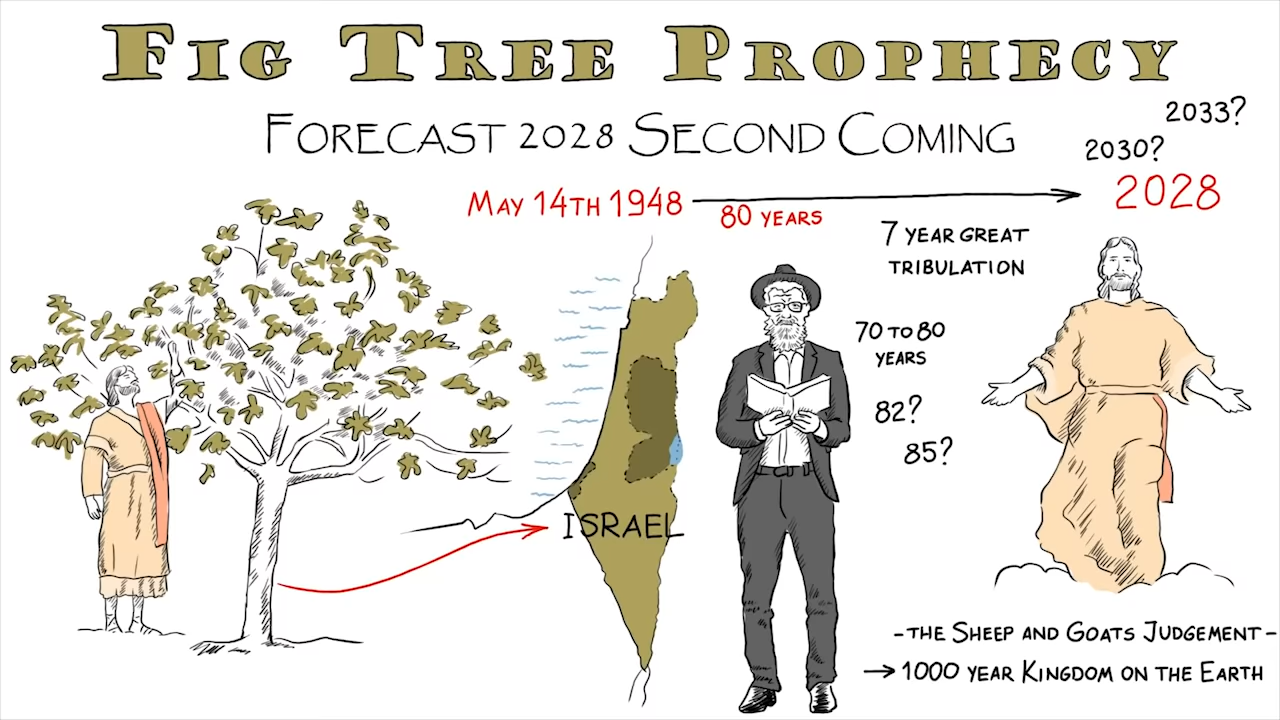 FIG TREE PROPHECY
FORECAST 2028 SECOND COMING
2033?
2030?
2028
MAY 14TH 1948
80 YEARS
7 YEAR GREAT
TRIBULATION
70 TO 80
YEARS
82?
85?
ISRAEL
-THE SHEEP AND GOATS JUDGEMENT-
→ 1000 YEAR KINGDOM ON THE EARTH